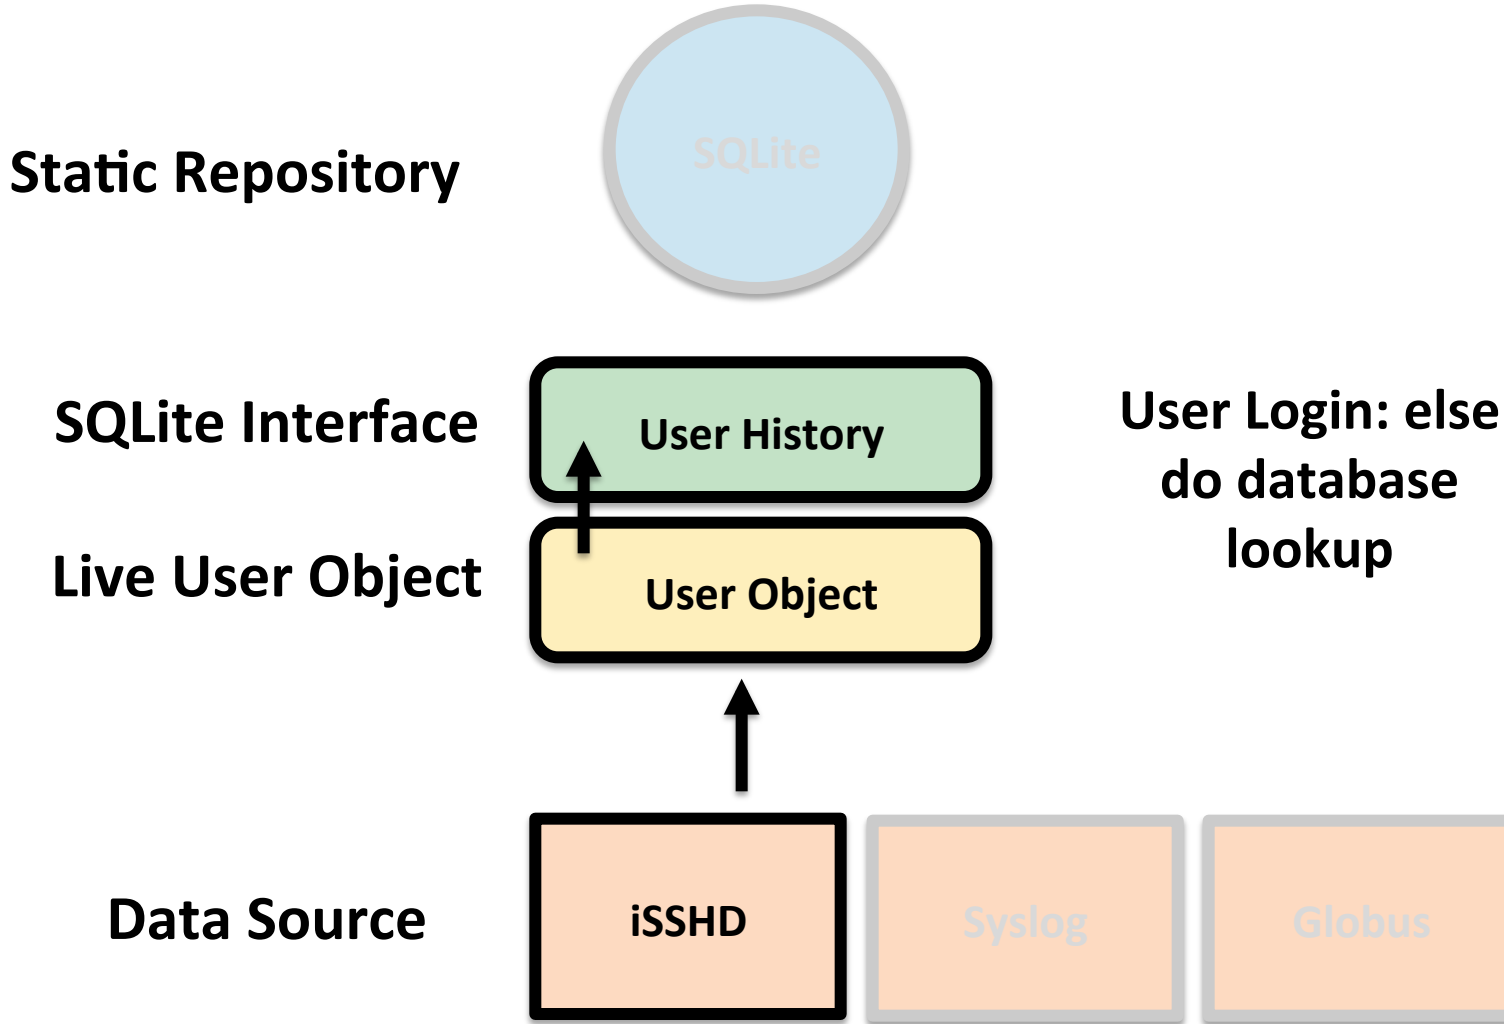 SQLite
Static Repository
SQLite Interface
User History
User Login: else
do database
lookup
Live User Object
User Object
Data Source
iSSHD
Syslog
Globus